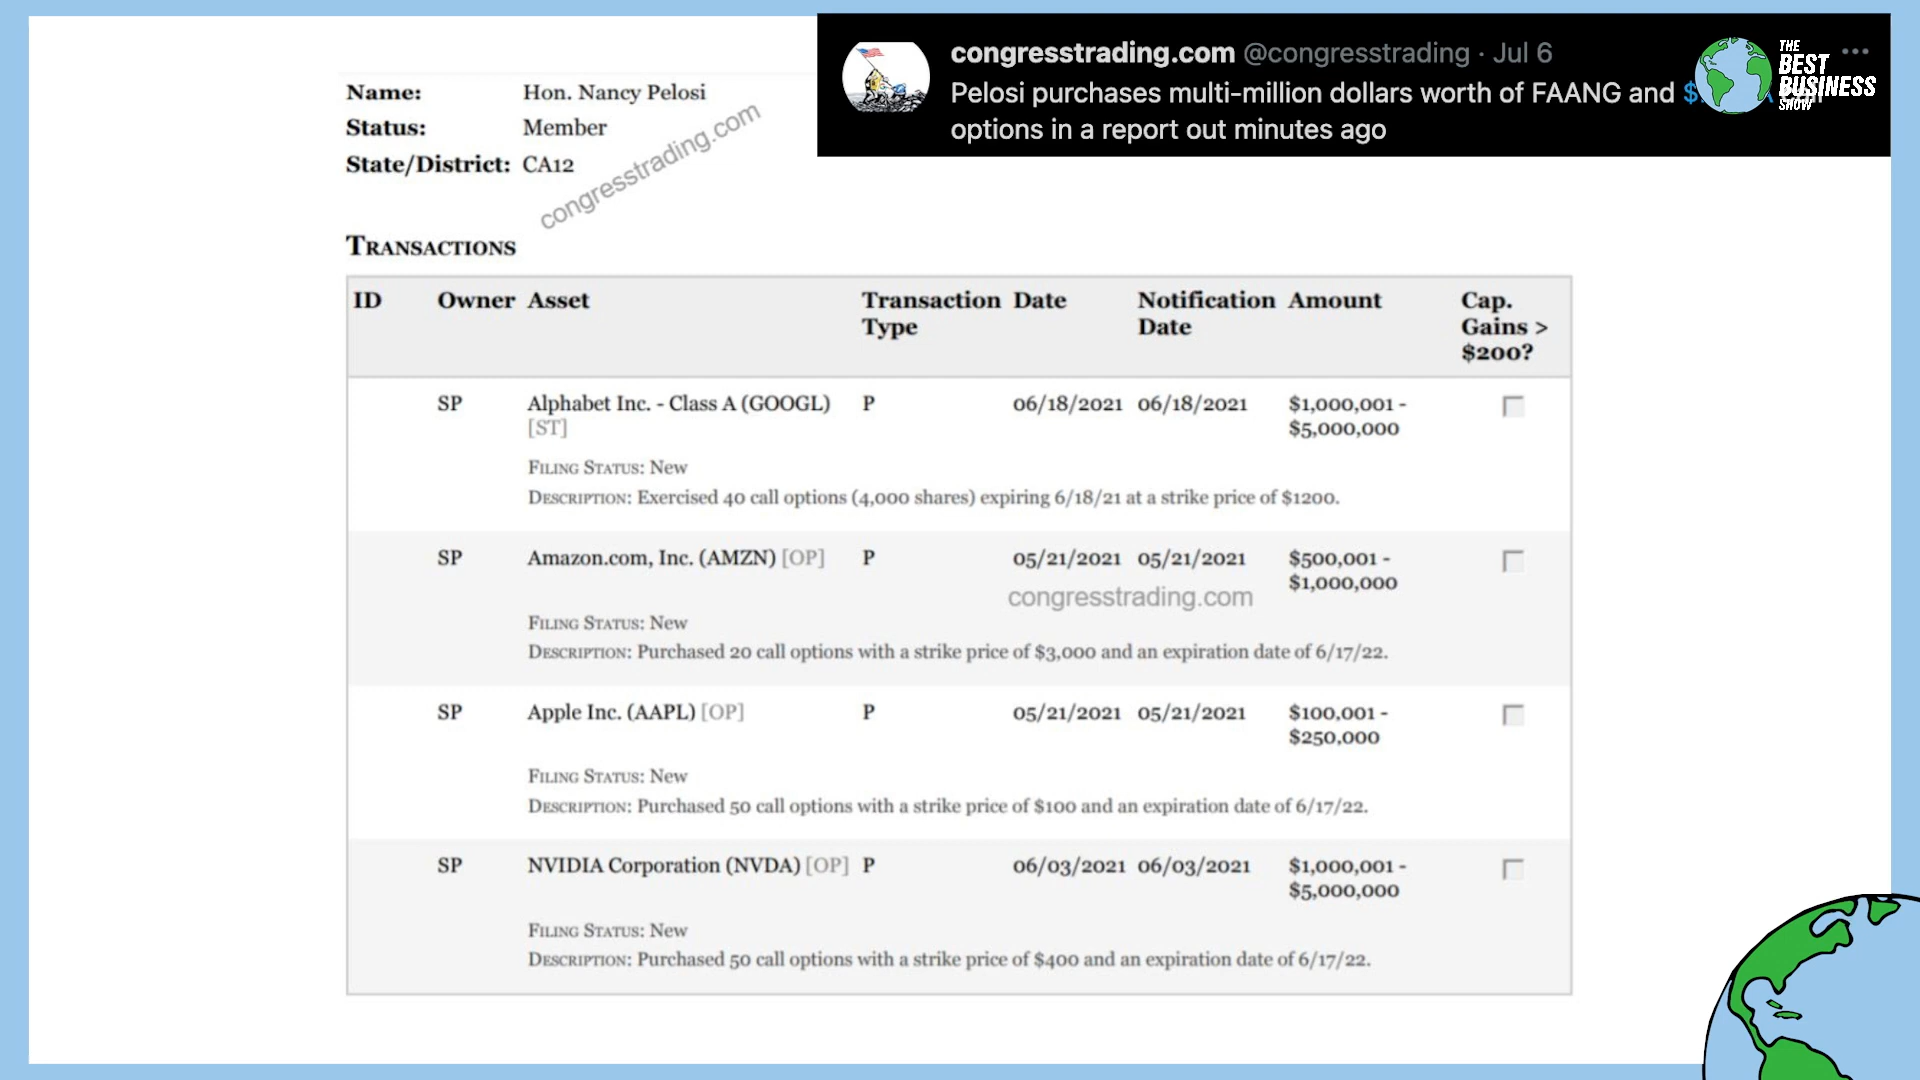 congresstrading.com @congresstrading · Jul 6
Pelosi purchases multi-million dollars worth of FAANG and $
options in a report out minutes ago
THE
BEST
BUSINESS
SHOW
Name: Hon. Nancy Pelosi
Status: Member
State/District: CA12
congresstrading.com
TRANSACTIONS
ID Owner Asset Transaction Type Date Notification Date Amount Cap. Gains > $200?
SP Alphabet Inc. - Class A (GOOGL) [ST] P 06/18/2021 06/18/2021 $1,000,001 - $5,000,000
FILING STATUS: New
DESCRIPTION: Exercised 40 call options (4,000 shares) expiring 6/18/21 at a strike price of $1200.
SP Amazon.com, Inc. (AMZN) [OP] P 05/21/2021 05/21/2021 $500,001 - $1,000,000
congresstrading.com
FILING STATUS: New
DESCRIPTION: Purchased 20 call options with a strike price of $3,000 and an expiration date of 6/17/22.
SP Apple Inc. (AAPL) [OP] P 05/21/2021 05/21/2021 $100,001 - $250,000
FILING STATUS: New
DESCRIPTION: Purchased 50 call options with a strike price of $100 and an expiration date of 6/17/22.
SP NVIDIA Corporation (NVDA) [OP] P 06/03/2021 06/03/2021 $1,000,001 - $5,000,000
FILING STATUS: New
DESCRIPTION: Purchased 50 call options with a strike price of $400 and an expiration date of 6/17/22.